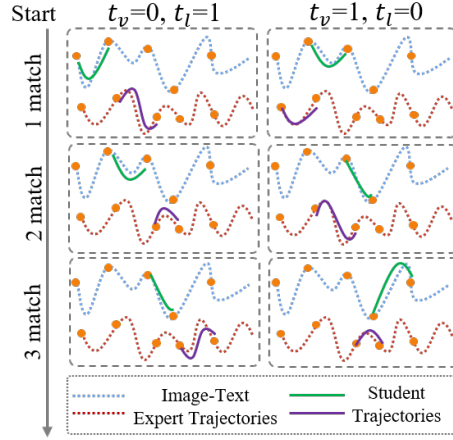 Start
t_v=0, t_l=1
t_v=1, t_l=0
1 match
2 match
3 match
Image-Text
Student
Expert Trajectories
Trajectories